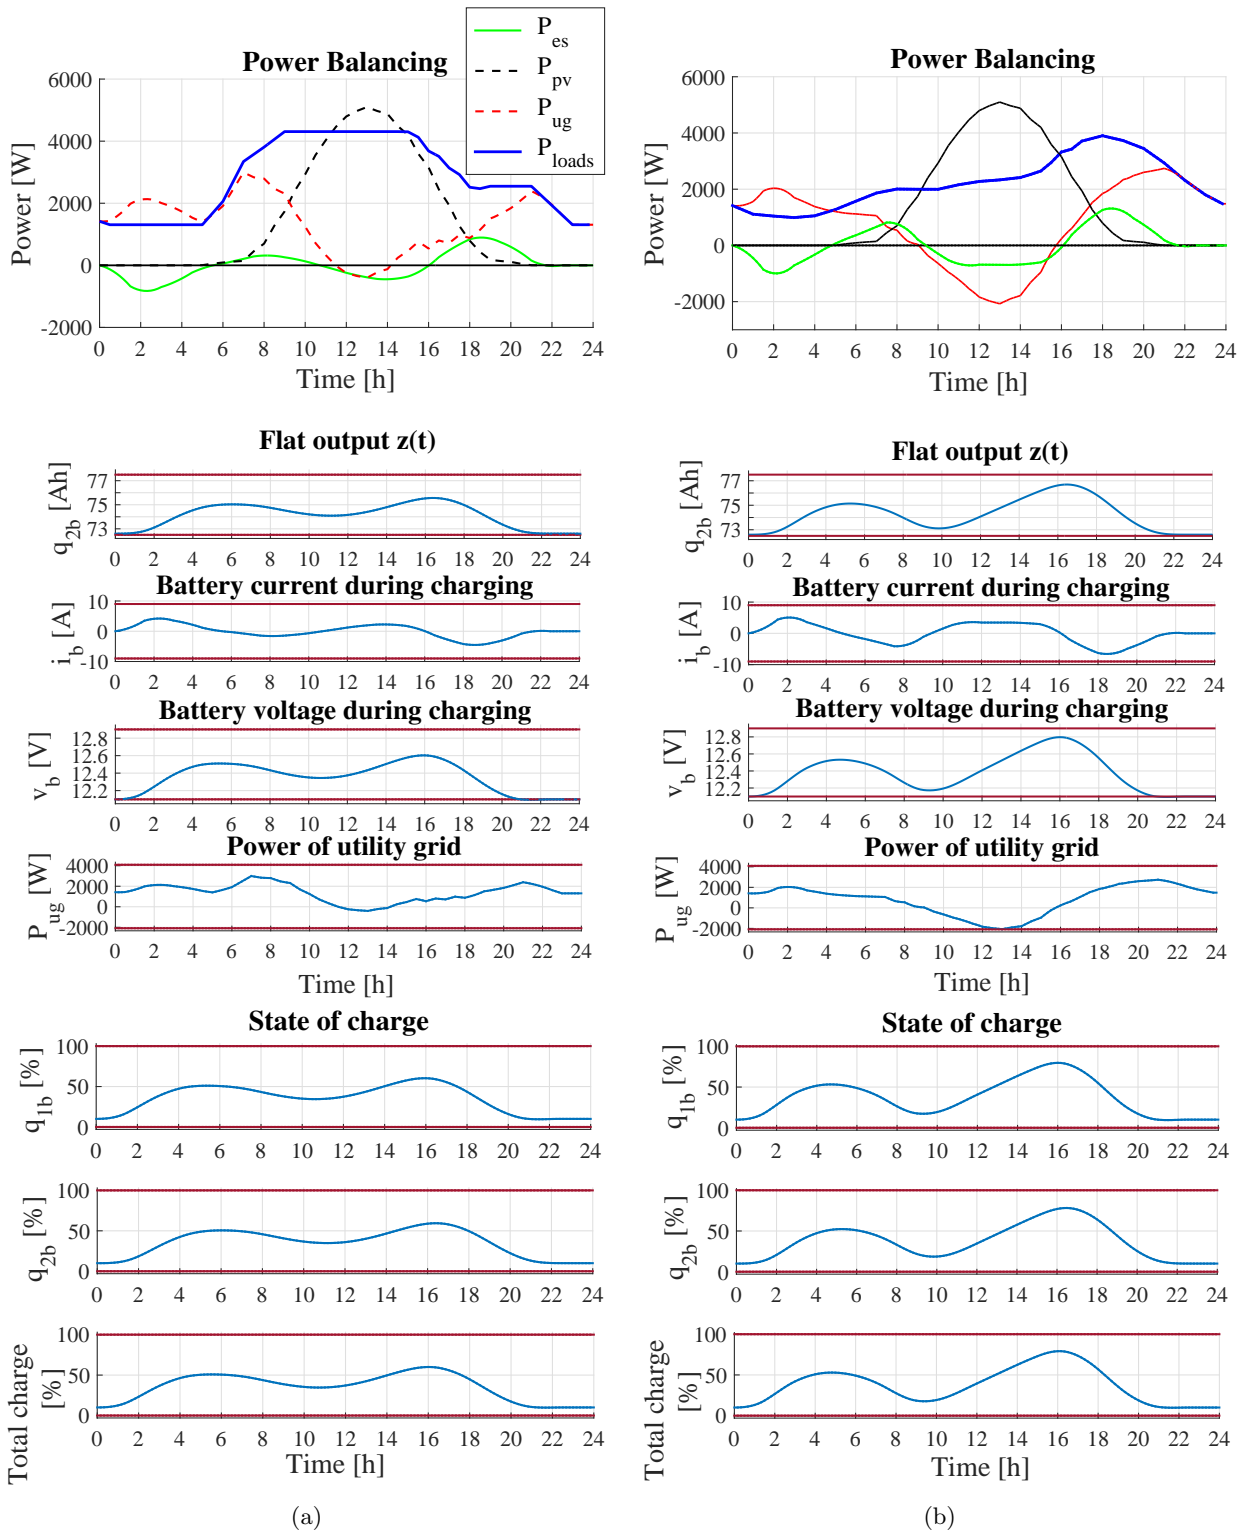 Power Balancing
P_es
P_pv
P_ug
P_loads
Power [W]
6000
4000
2000
0
-2000
0 2 4 6 8 10 12 14 16 18 20 22 24
Time [h]
Flat output z(t)
q_2b [Ah]
77
75
73
0 2 4 6 8 10 12 14 16 18 20 22 24
Battery current during charging
i_b [A]
10
0
-10
0 2 4 6 8 10 12 14 16 18 20 22 24
Battery voltage during charging
v_b [V]
12.8
12.6
12.4
12.2
0 2 4 6 8 10 12 14 16 18 20 22 24
Power of utility grid
P_ug [W]
4000
2000
0
-2000
0 2 4 6 8 10 12 14 16 18 20 22 24
Time [h]
State of charge
q_1b [%]
100
50
0
0 2 4 6 8 10 12 14 16 18 20 22 24
q_2b [%]
100
50
0
0 2 4 6 8 10 12 14 16 18 20 22 24
Total charge
[%]
100
50
0
0 2 4 6 8 10 12 14 16 18 20 22 24
Time [h]
(a)
Power Balancing
Power [W]
6000
4000
2000
0
-2000
0 2 4 6 8 10 12 14 16 18 20 22 24
Time [h]
Flat output z(t)
q_2b [Ah]
77
75
73
0 2 4 6 8 10 12 14 16 18 20 22 24
Battery current during charging
i_b [A]
10
0
-10
0 2 4 6 8 10 12 14 16 18 20 22 24
Battery voltage during charging
v_b [V]
12.8
12.6
12.4
12.2
0 2 4 6 8 10 12 14 16 18 20 22 24
Power of utility grid
P_ug [W]
4000
2000
0
-2000
0 2 4 6 8 10 12 14 16 18 20 22 24
Time [h]
State of charge
q_1b [%]
100
50
0
0 2 4 6 8 10 12 14 16 18 20 22 24
q_2b [%]
100
50
0
0 2 4 6 8 10 12 14 16 18 20 22 24
Total charge
[%]
100
50
0
0 2 4 6 8 10 12 14 16 18 20 22 24
Time [h]
(b)